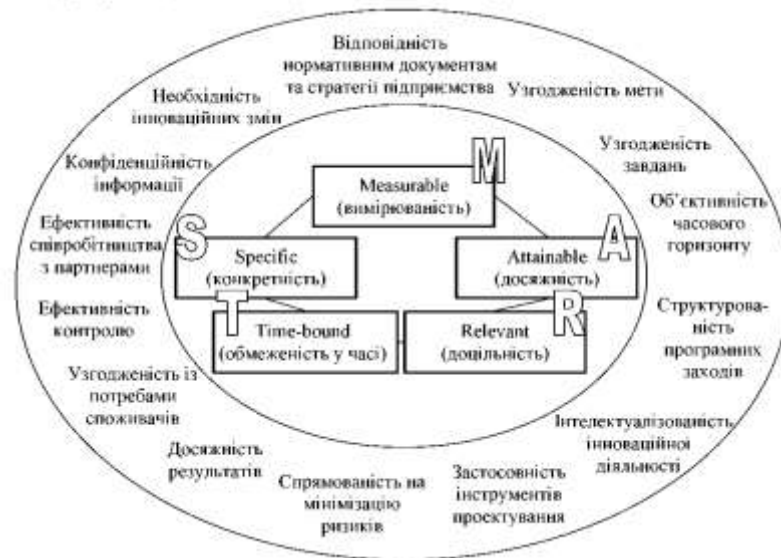 Відповідність
нормативним документам
та стратегії підприємства
Узгодженість мети
Необхідність
інноваційних змін
Узгодженість
завдань
Конфіденційність
інформації
Об’єктивність
часового
горизонту
Ефективність
співробітництва
з партнерами
M
Measurable
(вимірюваність)
S
Specific
(конкретність)
A
Attainable
(досяжність)
T
Time-bound
(обмеженість у часі)
R
Relevant
(доцільність)
Ефективність
контролю
Структурова-
ність
програмних
заходів
Узгодженість із
потребами
споживачів
Інтелектуалізованість
інноваційної
діяльності
Досяжність
результатів
Спрямованість на
мінімізацію
ризиків
Застосовність
інструментів
проектування